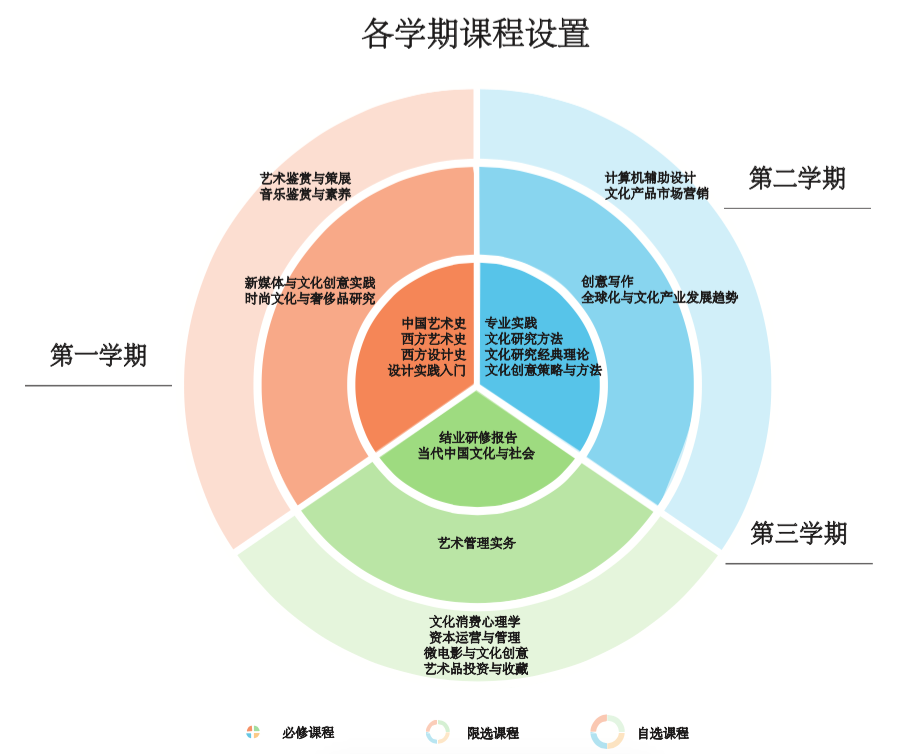 各学期课程设置
艺术鉴赏与策展
音乐鉴赏与素养
计算机辅助设计
文化产品市场营销
第二学期
新媒体与文化创意实践
时尚文化与奢侈品研究
创意写作
全球化与文化产业发展趋势
第一学期
中国艺术史
西方艺术史
西方设计史
设计实践入门
专业实践
文化研究方法
文化研究经典理论
文化创意策略与方法
结业研修报告
当代中国文化与社会
第三学期
艺术管理实务
文化消费心理学
资本运营与管理
微电影与文化创意
艺术品投资与收藏
必修课程
限选课程
自选课程